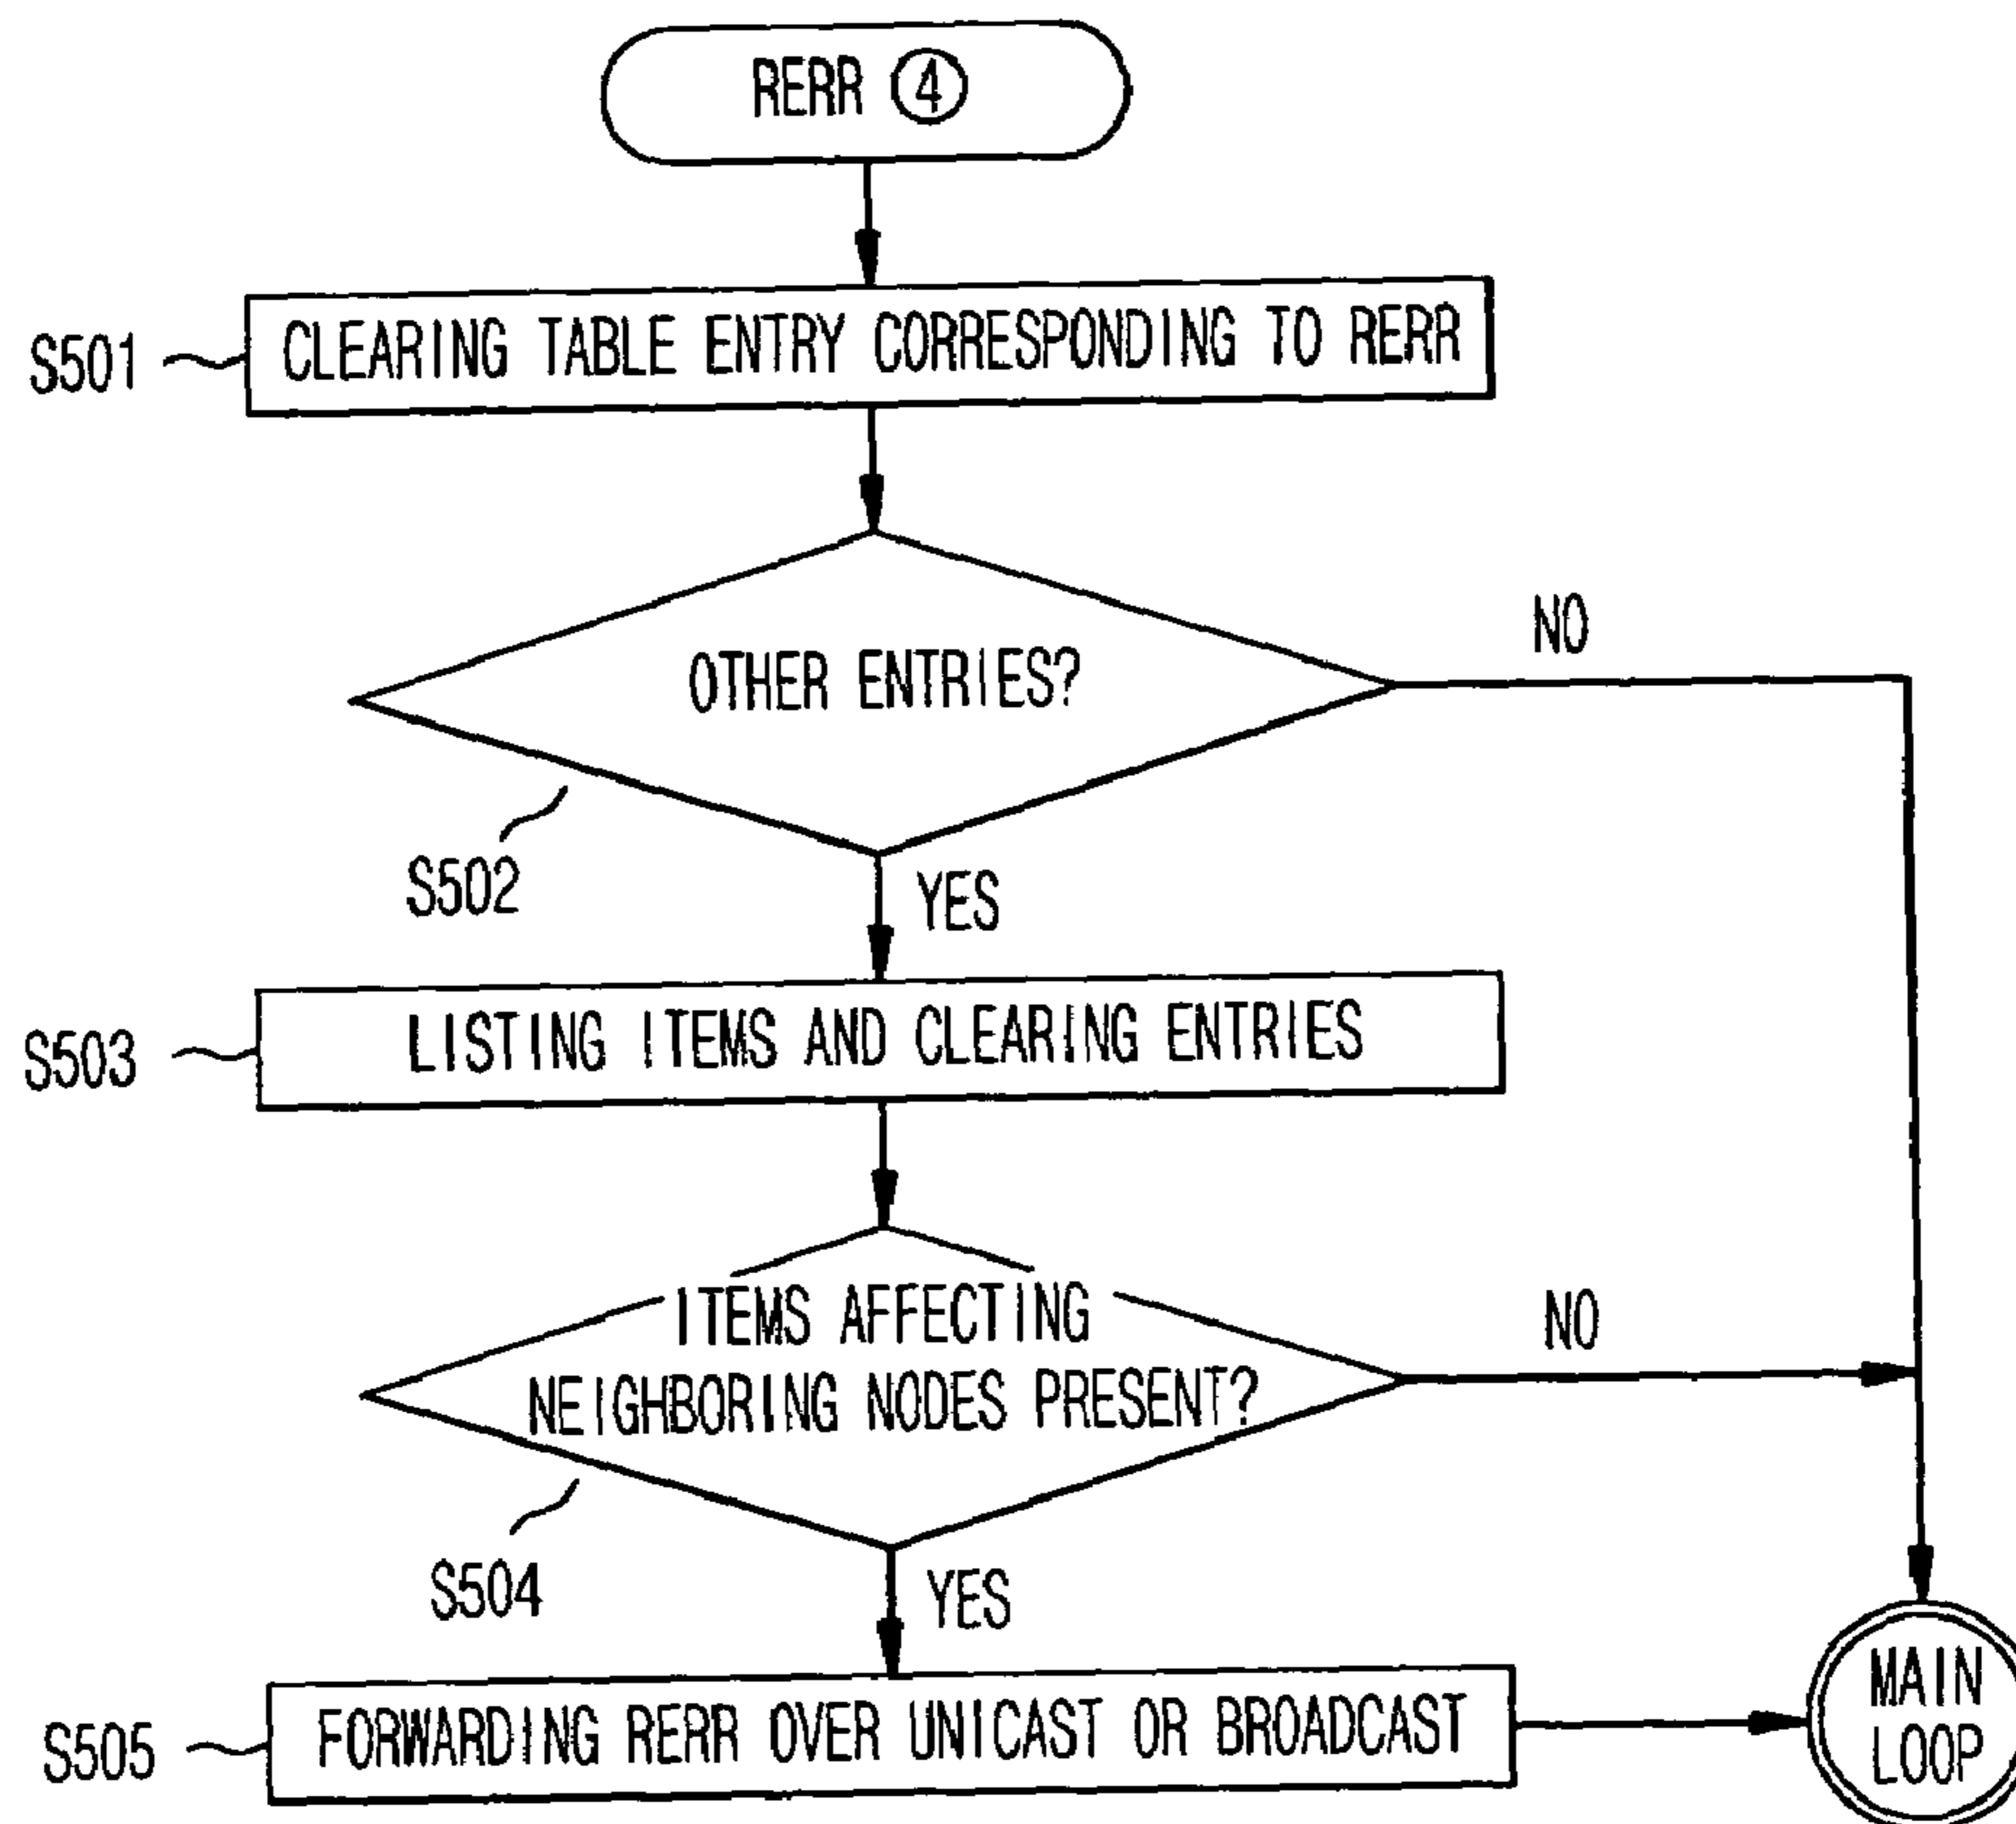 RERR ④
S501
CLEARING TABLE ENTRY CORRESPONDING TO RERR
OTHER ENTRIES?
NO
S502
YES
S503
LISTING ITEMS AND CLEARING ENTRIES
ITEMS AFFECTING
NEIGHBORING NODES PRESENT?
NO
S504
YES
S505
FORWARDING RERR OVER UNICAST OR BROADCAST
MAIN
LOOP